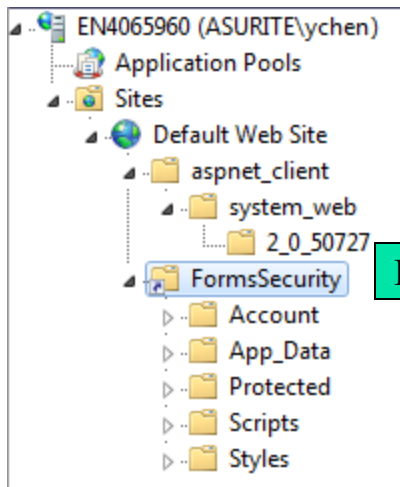 EN4065960 (ASURITE\ychen)
Application Pools
Sites
Default Web Site
aspnet_client
system_web
2_0_50727
FormsSecurity
Account
App_Data
Protected
Scripts
Styles